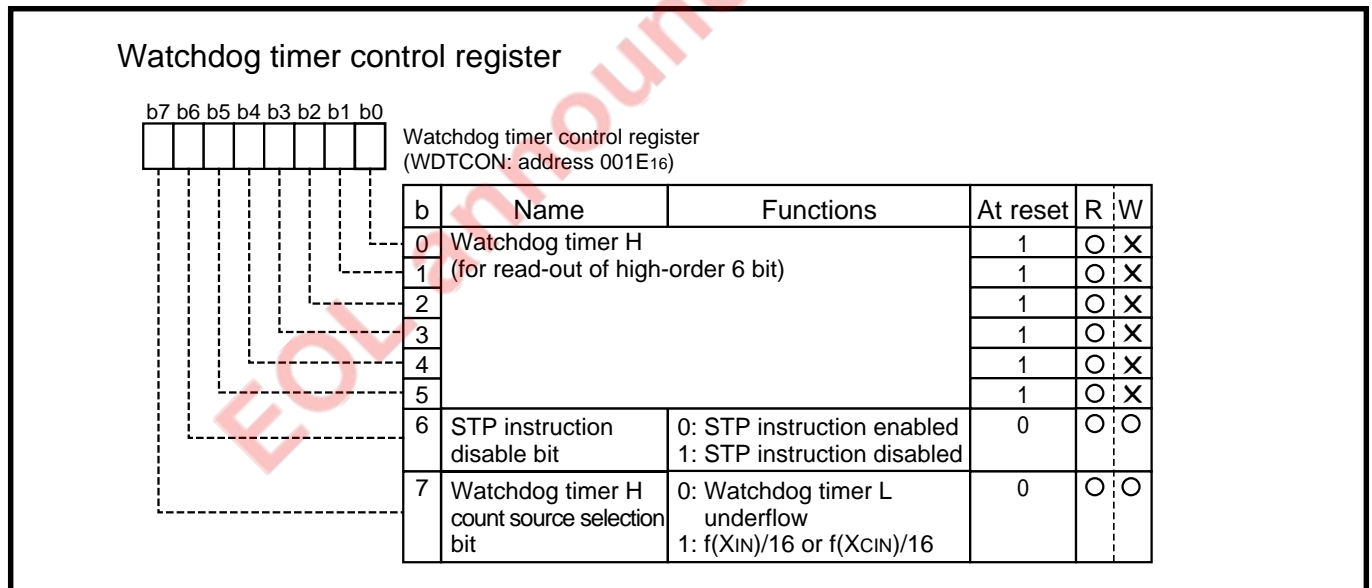 Watchdog timer control register
b7 b6 b5 b4 b3 b2 b1 b0
Watchdog timer control register
(WDTCON: address 001E16)
b Name Functions At reset R W
0 Watchdog timer H 1 O X
1 (for read-out of high-order 6 bit) 1 O X
2 1 O X
3 1 O X
4 1 O X
5 1 O X
6 STP instruction 0: STP instruction enabled 0 O O
disable bit 1: STP instruction disabled
7 Watchdog timer H 0: Watchdog timer L 0 O O
count source selection underflow
bit 1: f(XIN)/16 or f(XCIN)/16
EOL announ